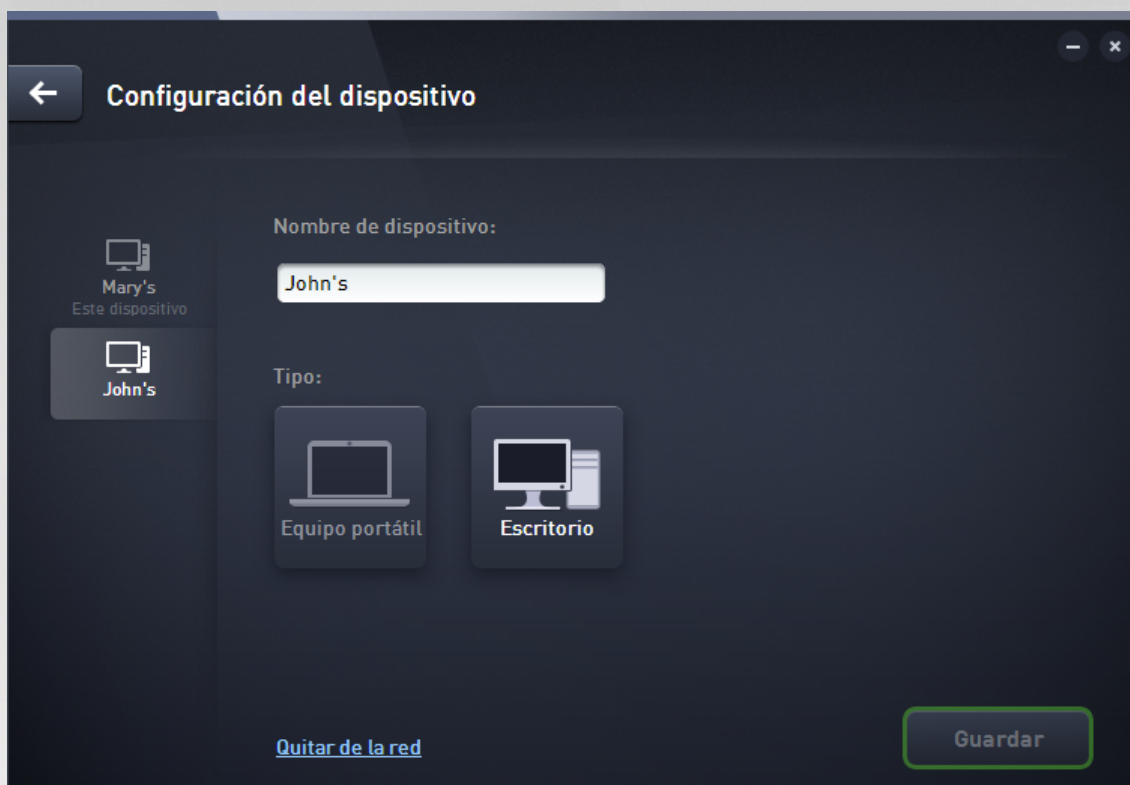 Configuración del dispositivo
Mary's
Este dispositivo
John's
Nombre de dispositivo:
John's
Tipo:
Equipo portátil
Escritorio
Quitar de la red
Guardar